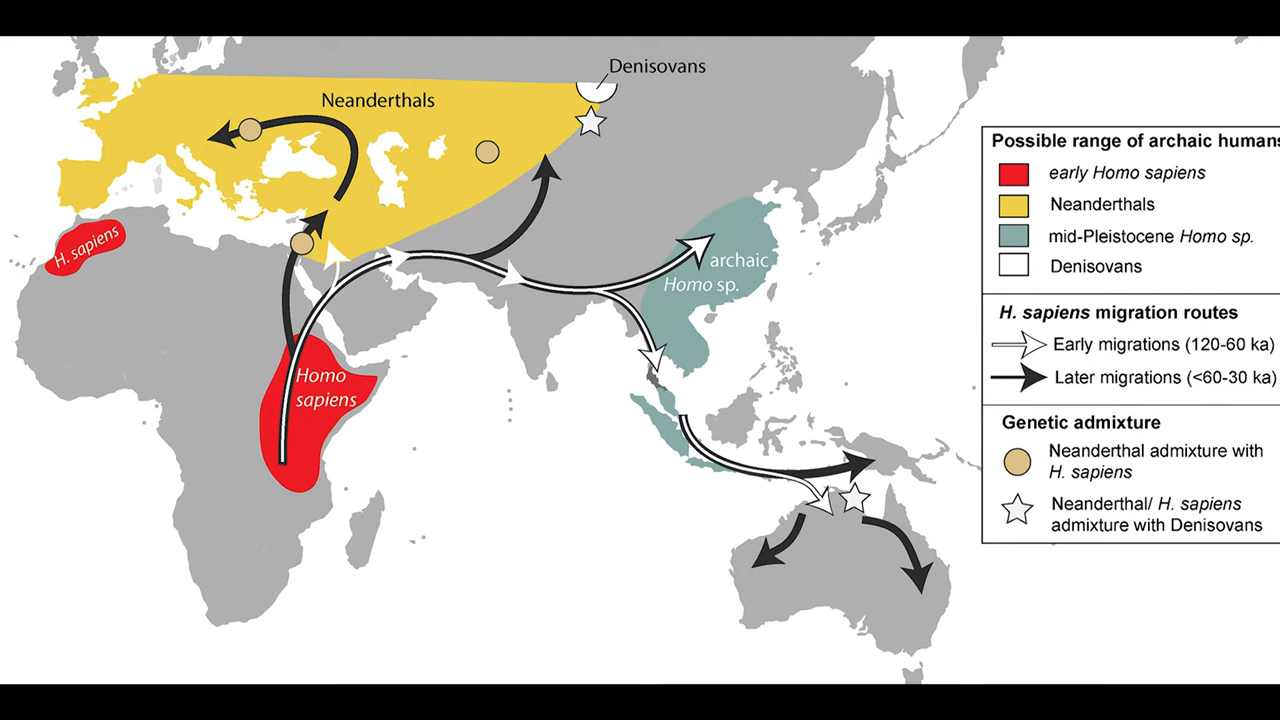 Denisovans
Neanderthals
H. sapiens
Homo
sapiens
archaic
Homo sp.
Possible range of archaic humans
early Homo sapiens
Neanderthals
mid-Pleistocene Homo sp.
Denisovans
H. sapiens migration routes
Early migrations (120-60 ka)
Later migrations (<60-30 ka)
Genetic admixture
Neanderthal admixture with
H. sapiens
Neanderthal/ H. sapiens
admixture with Denisovans